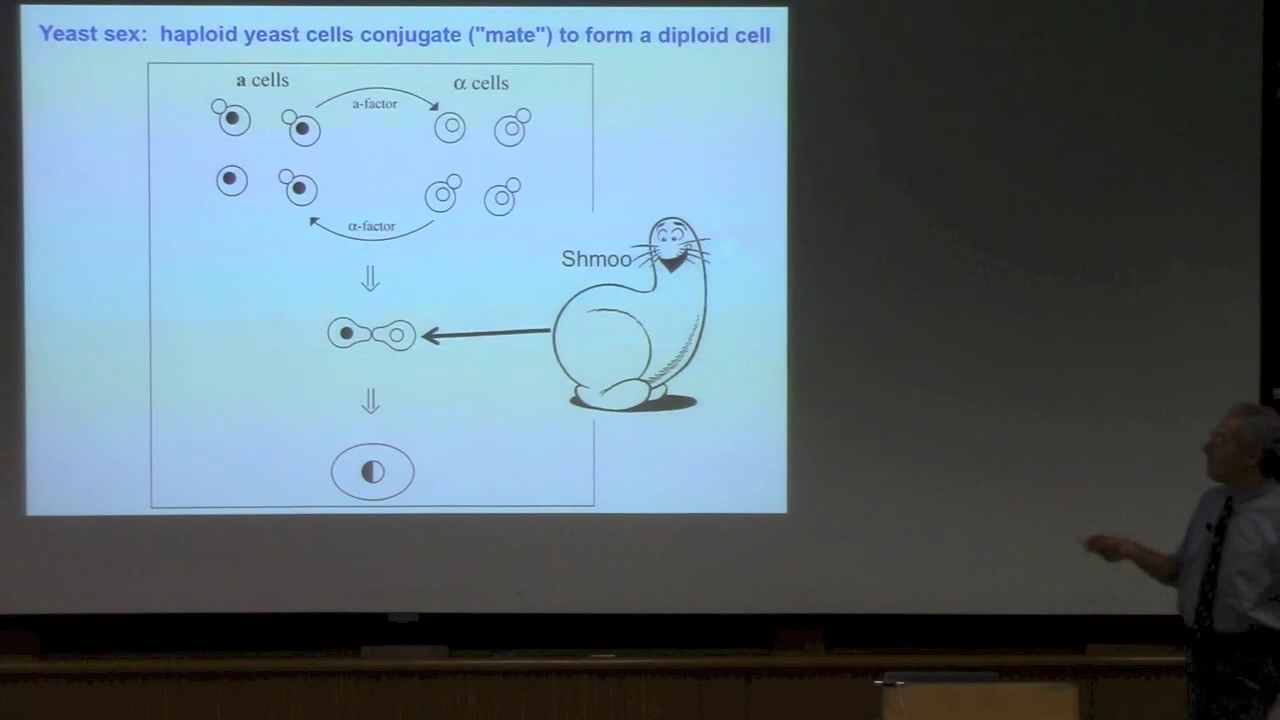 Yeast sex: haploid yeast cells conjugate ("mate") to form a diploid cell
a cells
α cells
a-factor
α-factor
Shmoo